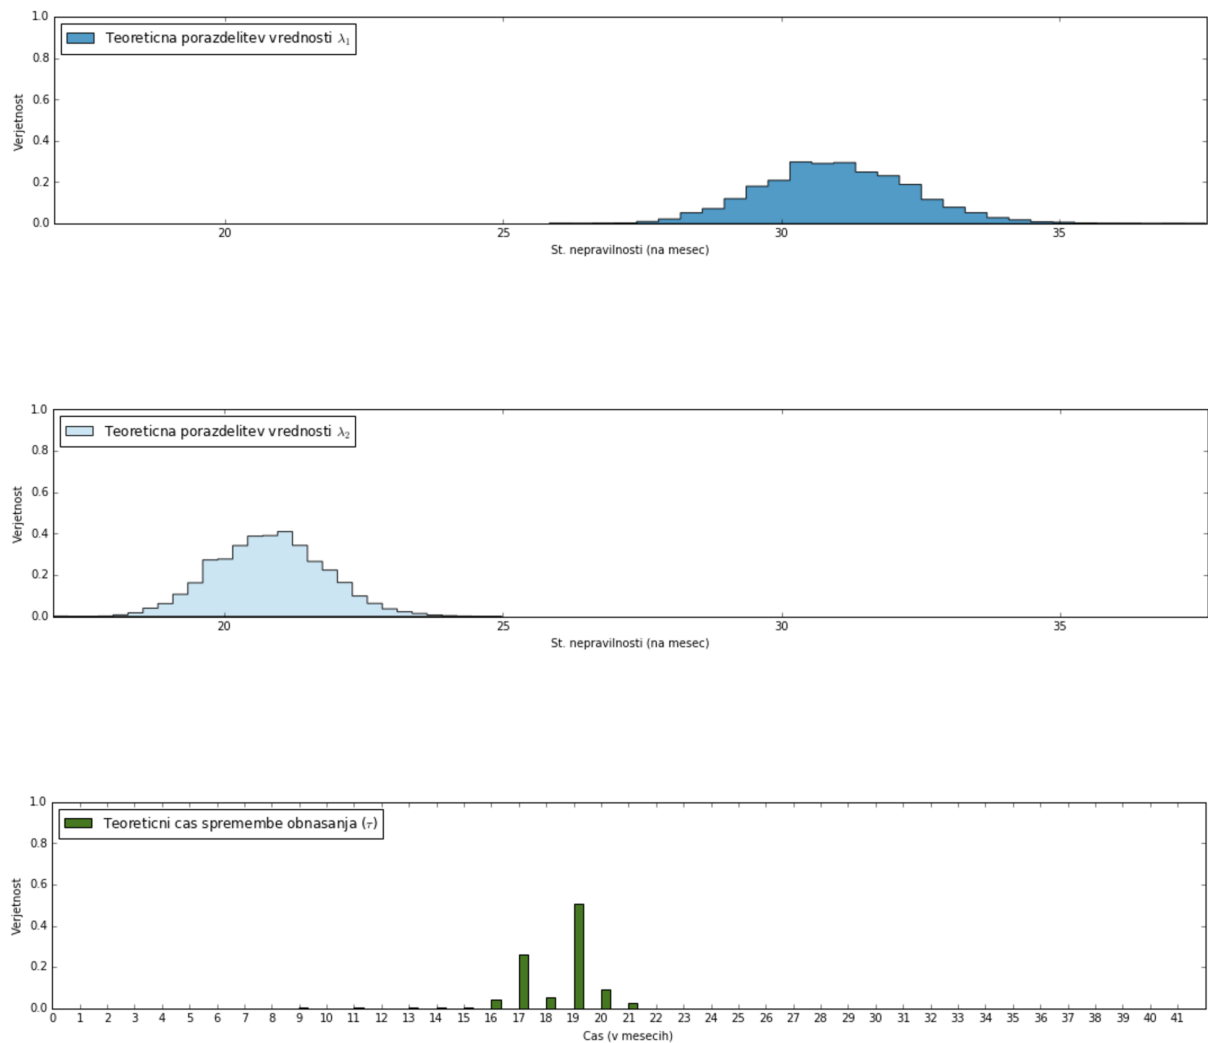 1.0
Teoreticna porazdelitev vrednosti λ₁
0.8
0.6
Verjetnost
0.4
0.2
0.0
20 25 30 35
St. nepravilnosti (na mesec)
1.0
Teoreticna porazdelitev vrednosti λ₂
0.8
0.6
Verjetnost
0.4
0.2
0.0
20 25 30 35
St. nepravilnosti (na mesec)
1.0
Teoreticni cas spremembe obnasanja (τ)
0.8
0.6
Verjetnost
0.4
0.2
0.0
0 1 2 3 4 5 6 7 8 9 10 11 12 13 14 15 16 17 18 19 20 21 22 23 24 25 26 27 28 29 30 31 32 33 34 35 36 37 38 39 40 41
Cas (v mesecih)